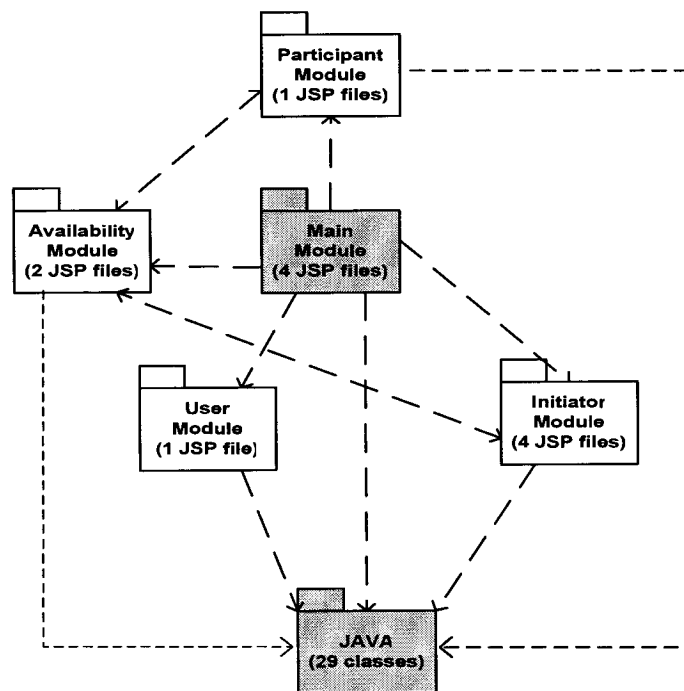 Participant
Module
(1 JSP files)
Availability
Module
(2 JSP files)
Main
Module
(4 JSP files)
User
Module
(1 JSP file)
Initiator
Module
(4 JSP files)
JAVA
(29 classes)